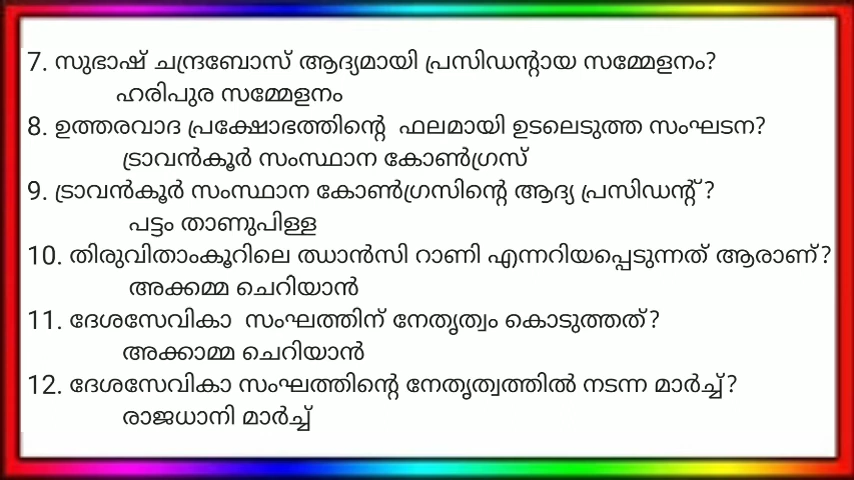 7. സുഭാഷ് ചന്ദ്രബോസ് ആദ്യമായി പ്രസിഡന്റായ സമ്മേളനം?
ഹരിപുര സമ്മേളനം
8. ഉത്തരവാദ പ്രക്ഷോഭത്തിന്റെ ഫലമായി ഉടലെടുത്ത സംഘടന?
ട്രാവൻകൂർ സംസ്ഥാന കോൺഗ്രസ്
9. ട്രാവൻകൂർ സംസ്ഥാന കോൺഗ്രസിന്റെ ആദ്യ പ്രസിഡന്റ് ?
പട്ടം താണുപിള്ള
10. തിരുവിതാംകൂറിലെ ഝാൻസി റാണി എന്നറിയപ്പെടുന്നത് ആരാണ്?
അക്കമ്മ ചെറിയാൻ
11. ദേശസേവികാ സംഘത്തിന് നേതൃത്വം കൊടുത്തത്?
അക്കാമ്മ ചെറിയാൻ
12. ദേശസേവികാ സംഘത്തിന്റെ നേതൃത്വത്തിൽ നടന്ന മാർച്ച്?
രാജധാനി മാർച്ച്